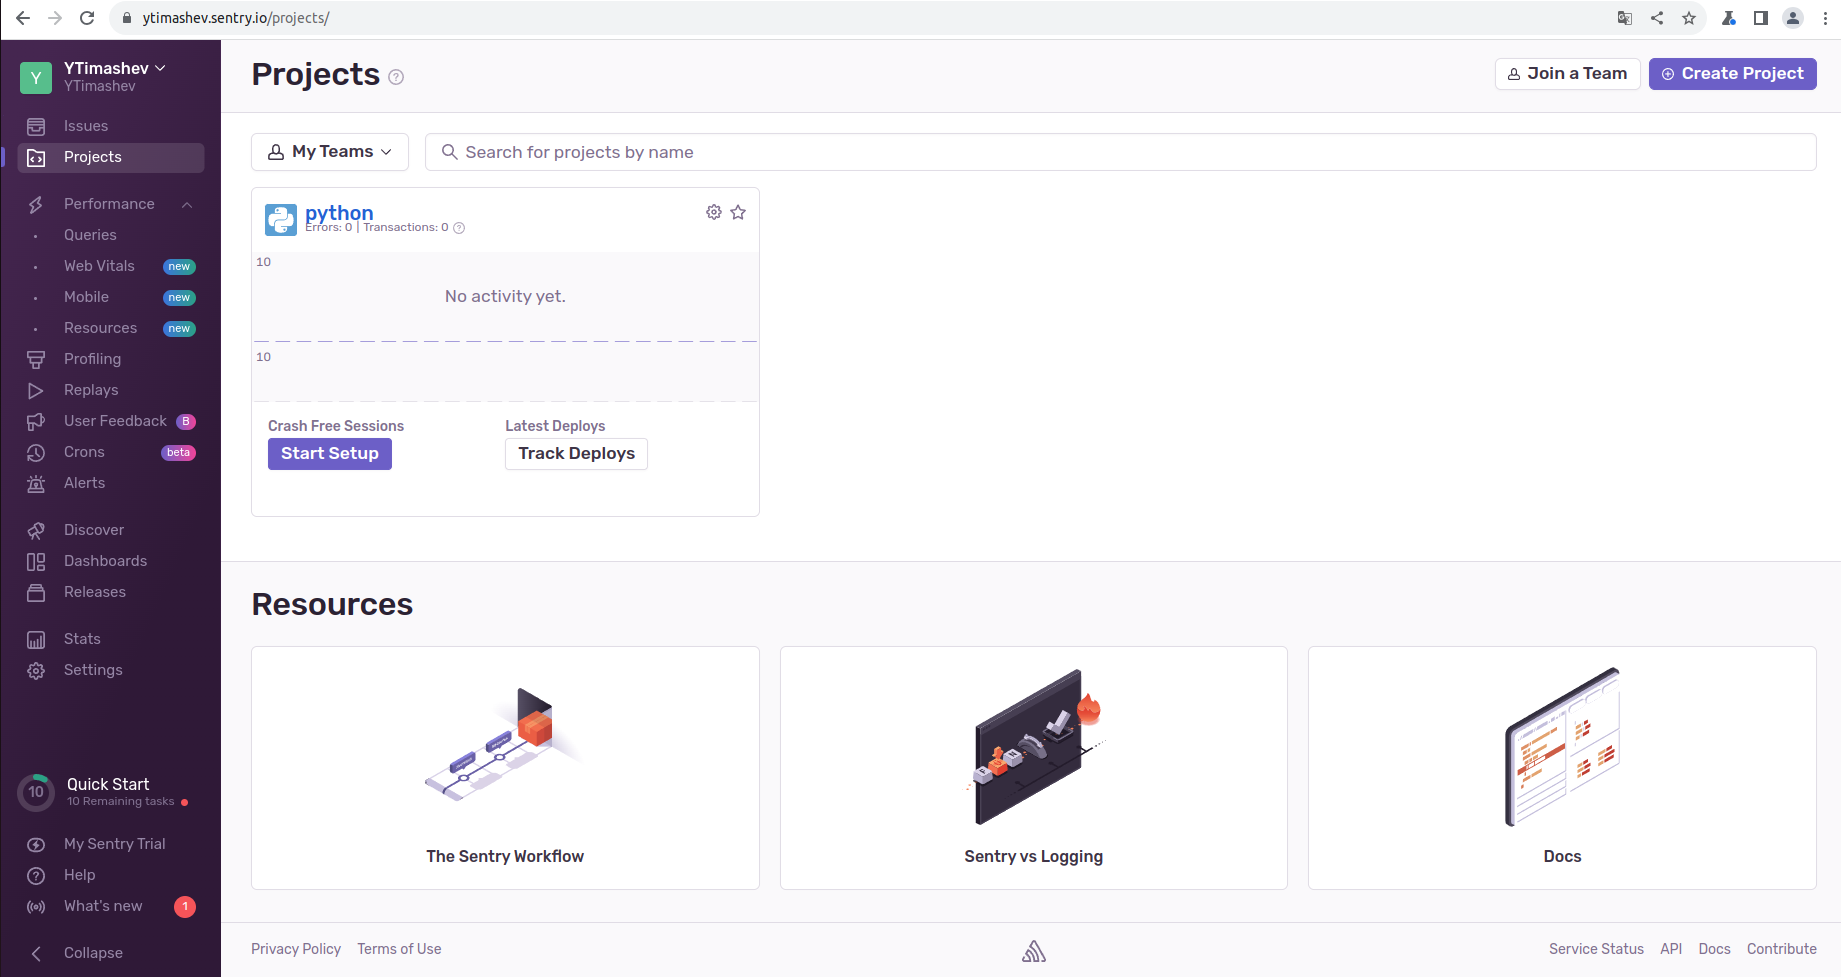 ytimashev.sentry.io/projects/
Y
YTimashev
YTimashev
Issues
Projects
Performance
Queries
Web Vitals new
Mobile new
Resources new
Profiling
Replays
User Feedback B
Crons beta
Alerts
Discover
Dashboards
Releases
Stats
Settings
10
Quick Start
10 Remaining tasks
My Sentry Trial
Help
What's new 1
Collapse
Projects
Join a Team
Create Project
My Teams
Search for projects by name
python
Errors: 0 | Transactions: 0
10
No activity yet.
10
Crash Free Sessions
Latest Deploys
Start Setup
Track Deploys
Resources
The Sentry Workflow
Sentry vs Logging
Docs
Privacy Policy
Terms of Use
Service Status
API
Docs
Contribute